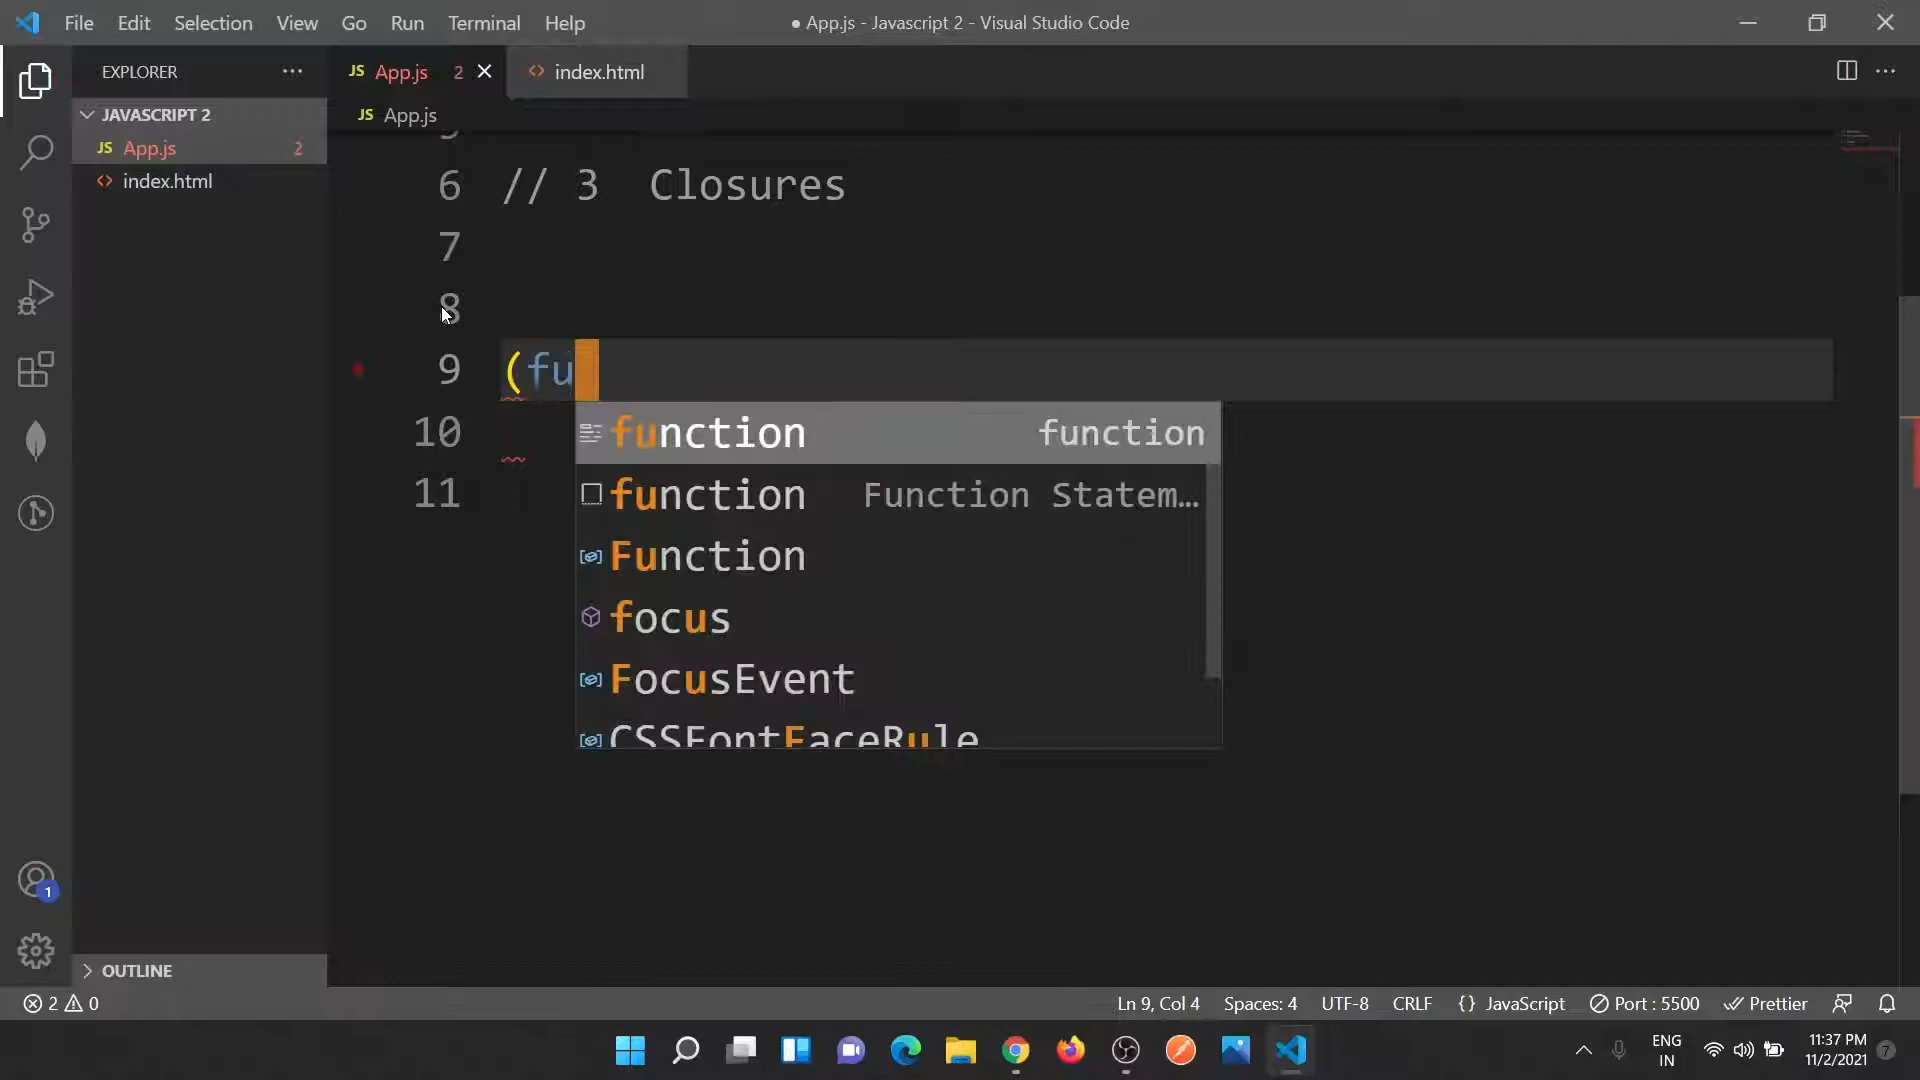 File Edit Selection View Go Run Terminal Help
● App.js - Javascript 2 - Visual Studio Code
EXPLORER
JS App.js 2
<> index.html
JAVASCRIPT 2
JS App.js
JS App.js 2
<> index.html
6 // 3 Closures
7
8
9 (fu
function function
10
function Function Statem…
11
Function
focus
FocusEvent
CSSFontFaceRule
1
OUTLINE
2 0
Ln 9, Col 4 Spaces: 4 UTF-8 CRLF {} JavaScript Port : 5500 Prettier
ENG
IN
11:37 PM
11/2/2021
7